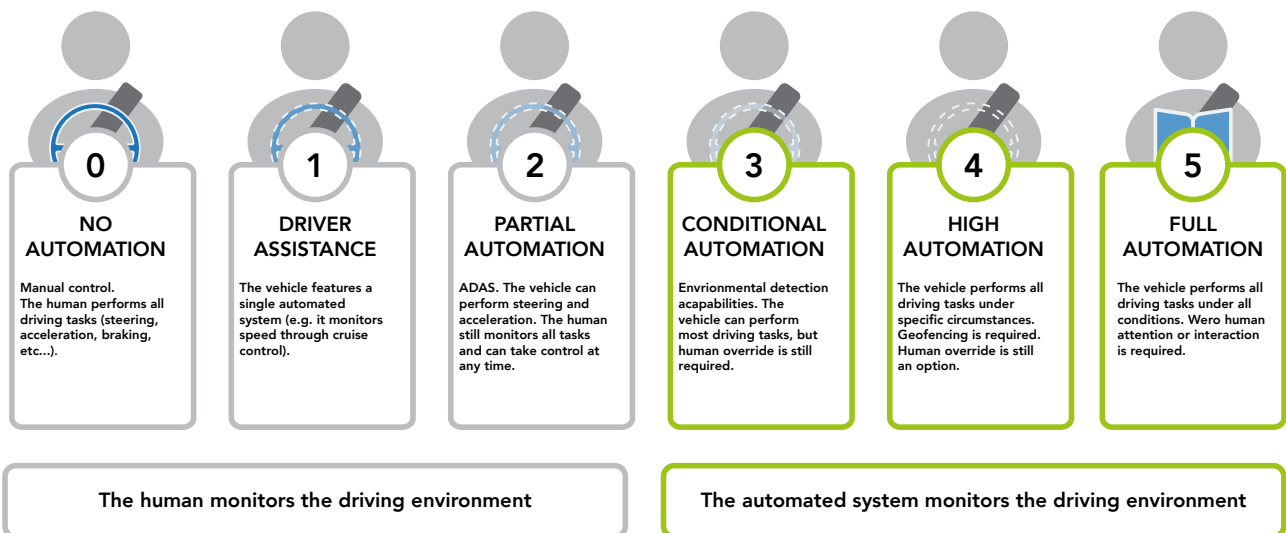 0
NO
AUTOMATION
Manual control.
The human performs all
driving tasks (steering,
acceleration, braking,
etc...).
1
DRIVER
ASSISTANCE
The vehicle features a
single automated
system (e.g. it monitors
speed through cruise
control).
2
PARTIAL
AUTOMATION
ADAS. The vehicle can
perform steering and
acceleration. The human
still monitors all tasks
and can take control at
any time.
3
CONDITIONAL
AUTOMATION
Envrionmental detection
acapabilities. The
vehicle can perform
most driving tasks, but
human override is still
required.
4
HIGH
AUTOMATION
The vehicle performs all
driving tasks under
specific circumstances.
Geofencing is required.
Human override is still
an option.
5
FULL
AUTOMATION
The vehicle performs all
driving tasks under all
conditions. Wero human
attention or interaction
is required.
The human monitors the driving environment
The automated system monitors the driving environment